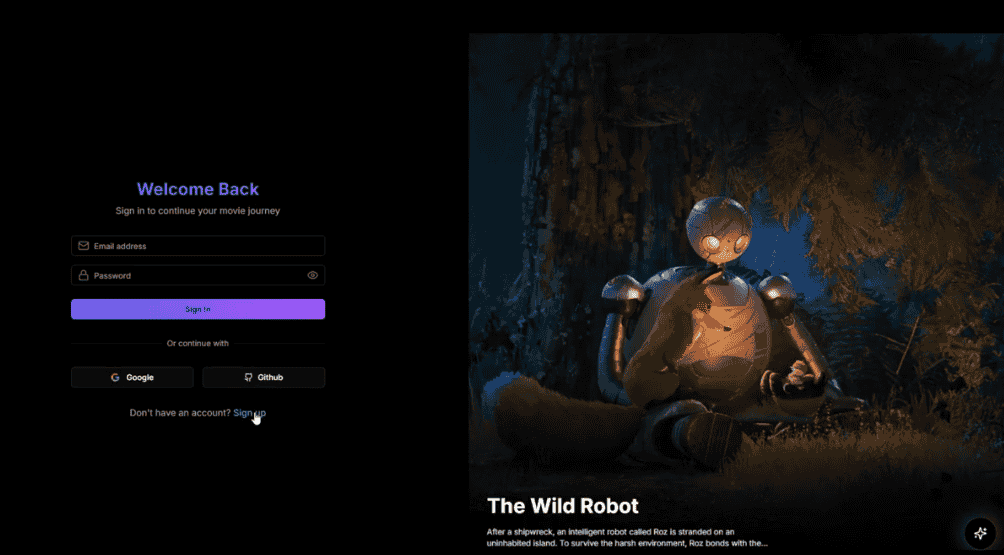 Welcome Back
Sign in to continue your movie journey
Email address
Password
Sign In
Or continue with
Google
Github
Don't have an account? Sign up
The Wild Robot
After a shipwreck, an intelligent robot called Roz is stranded on an
uninhabited island. To survive the harsh environment, Roz bonds with the...